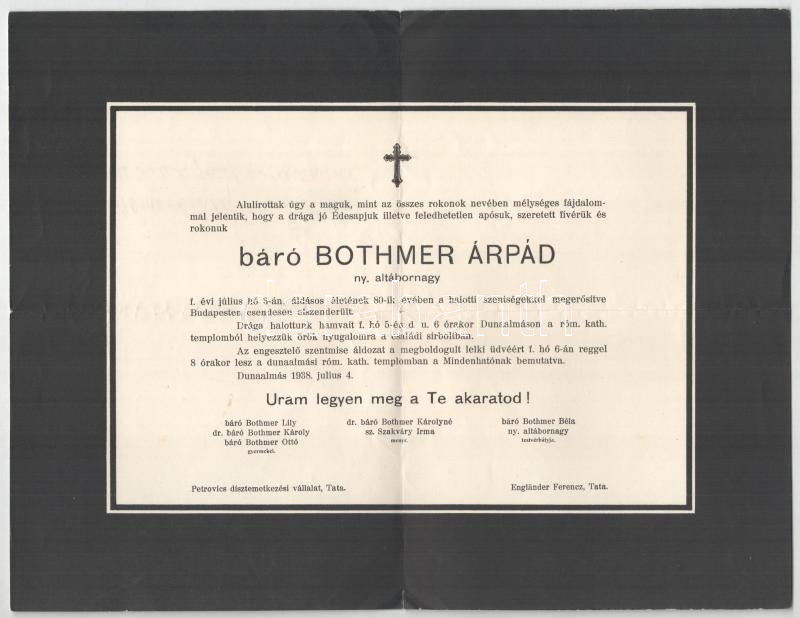 Alulirottak úgy a maguk, mint az összes rokonok nevében mélységes fájdalom-
mal jelentik, hogy a drága jó Édesapjuk illetve feledhetetlen apósuk, szeretett fivérük és
rokonuk
báró BOTHMER ÁRPÁD
ny. altábornagy
f. évi július hó 3-án, áldásos életének 80-ik évében a halotti szentségekkel megerősítve
Budapesten csendesen elszenderült.
Drága halottunk hamvait f. hó 5-én d. u. 6 órakor Dunaalmáson a róm. kath.
templomból helyezzük örök nyugalomra a családi sírboltban.
Az engesztelő szentmise áldozat a megboldogult lelki üdvéért f. hó 6-án reggel
8 órakor lesz a dunaalmási róm. kath. templomban a Mindenhatónak bemutatva.
Dunaalmás 1938. julius 4.
Uram legyen meg a Te akaratod!
báró Bothmer Lily
dr. báró Bothmer Károly
báró Bothmer Ottó
gyermekei.
dr. báró Bothmer Károlyné
sz. Szakváry Irma
menye.
báró Bothmer Béla
ny. altábornagy
testvérbátyja.
Petrovics dísztemetkezési vállalat, Tata.
Engländer Ferencz, Tata.